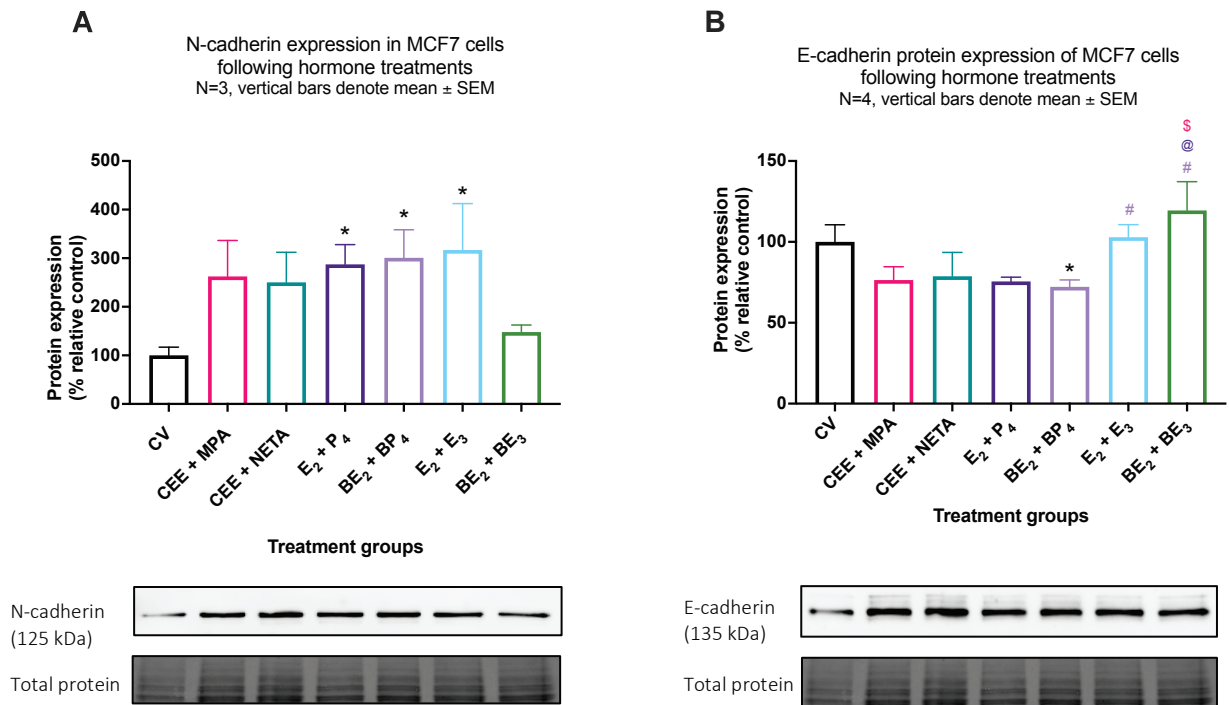 A
N-cadherin expression in MCF7 cells
following hormone treatments
N=3, vertical bars denote mean ± SEM
Protein expression
(% relative control)
500
400
300
200
100
0
*
*
*
CV
CEE + MPA
CEE + NETA
E₂ + P₄
BE₂ + BP₄
E₂ + E₃
BE₂ + BE₃
Treatment groups
N-cadherin
(125 kDa)
Total protein
B
E-cadherin protein expression of MCF7 cells
following hormone treatments
N=4, vertical bars denote mean ± SEM
Protein expression
(% relative control)
150
100
50
0
*
#
$
@
#
CV
CEE + MPA
CEE + NETA
E₂ + P₄
BE₂ + BP₄
E₂ + E₃
BE₂ + BE₃
Treatment groups
E-cadherin
(135 kDa)
Total protein